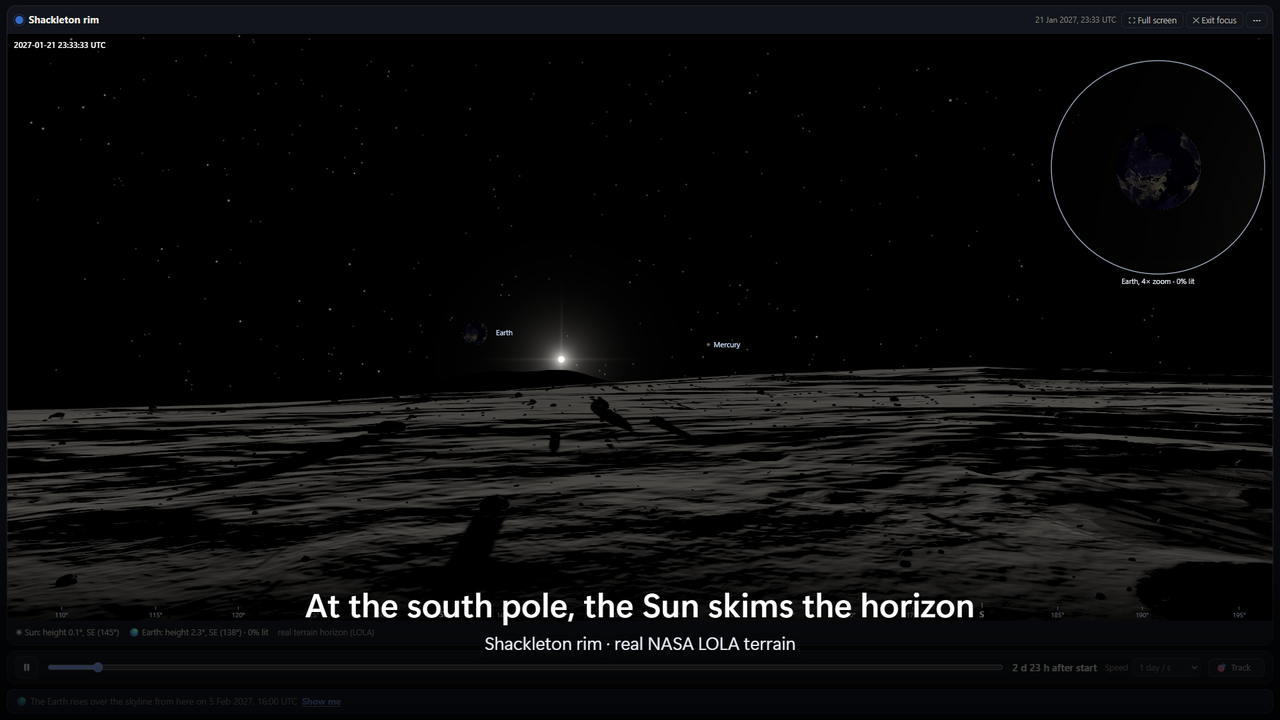 Shackleton rim
21 Jan 2027, 23:33 UTC
Full screen
Exit focus
2027-01-21 23:33:33 UTC
Earth, 4× zoom - 0% lit
Earth
Mercury
110°
115°
120°
S
185°
190°
195°
At the south pole, the Sun skims the horizon
Sun: height 0.1°, SE (145°)
Earth: height 2.3°, SE (138°) · 0% lit
real terrain horizon (LOLA)
Shackleton rim · real NASA LOLA terrain
2 d 23 h after start
Speed
1 day / s
Track
The Earth rises over the skyline from here on 5 Feb 2027, 16:00 UTC Show me